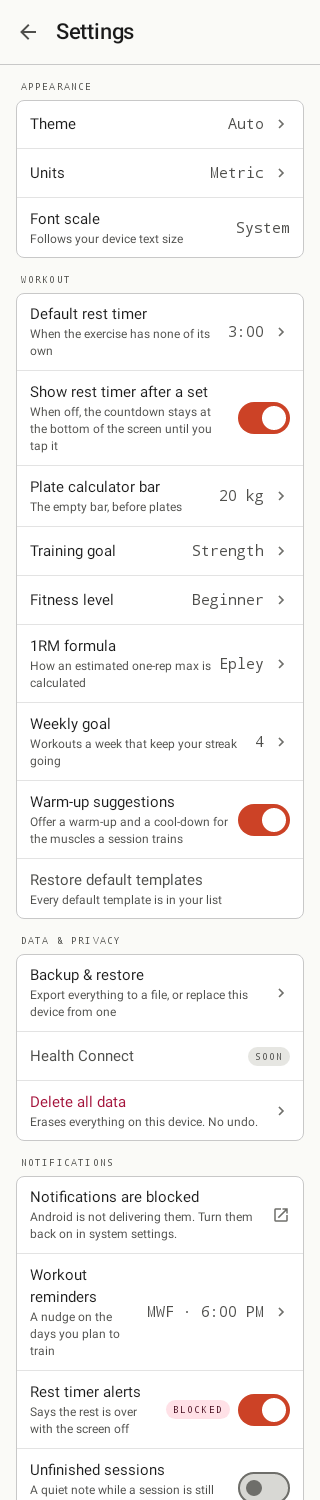 Settings
APPEARANCE
Theme
Auto
Units
Metric
Font scale
Follows your device text size
System
WORKOUT
Default rest timer
When the exercise has none of its
own
3:00
Show rest timer after a set
When off, the countdown stays at
the bottom of the screen until you
tap it
Plate calculator bar
The empty bar, before plates
20 kg
Training goal
Strength
Fitness level
Beginner
1RM formula
How an estimated one-rep max is
calculated
Epley
Weekly goal
Workouts a week that keep your streak
going
4
Warm-up suggestions
Offer a warm-up and a cool-down for
the muscles a session trains
Restore default templates
Every default template is in your list
DATA & PRIVACY
Backup & restore
Export everything to a file, or replace this
device from one
Health Connect
SOON
Delete all data
Erases everything on this device. No undo.
NOTIFICATIONS
Notifications are blocked
Android is not delivering them. Turn them
back on in system settings.
Workout
reminders
A nudge on the
days you plan to
train
MWF · 6:00 PM
Rest timer alerts
Says the rest is over
with the screen off
BLOCKED
Unfinished sessions
A quiet note while a session is still